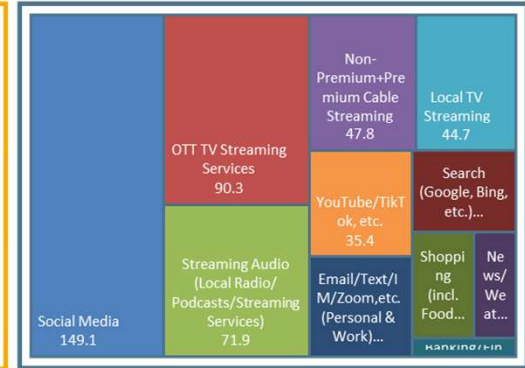 Social Media
149.1
OTT TV Streaming
Services
90.3
Streaming Audio
(Local Radio/
Podcasts/Streaming
Services)
71.9
Non-
Premium+Pre
mium Cable
Streaming
47.8
Local TV
Streaming
44.7
YouTube/TikT
ok, etc.
35.4
Email/Text/I
M/Zoom,etc.
(Personal &
Work)...
Search
(Google, Bing,
etc.)...
Shoppi
ng
(incl.
Food...
Ne
ws/
We
at...
Banking/Fin